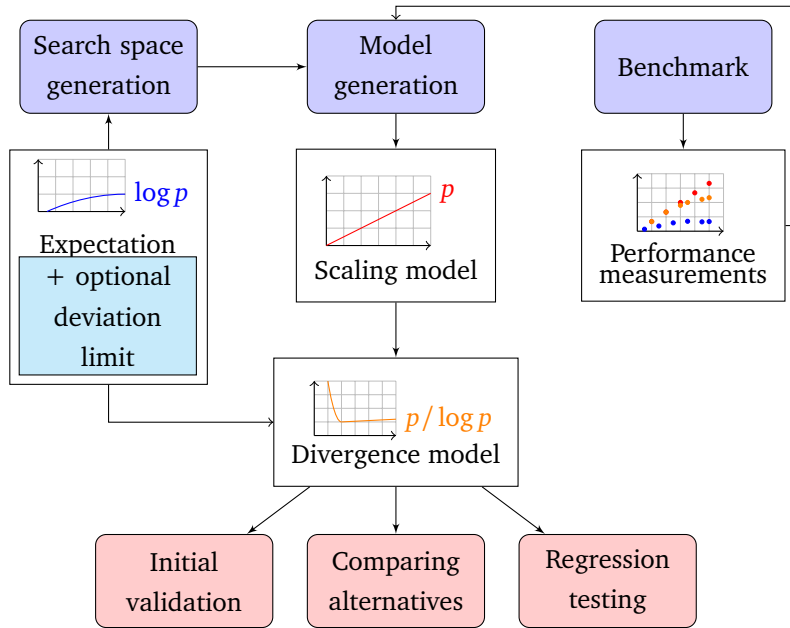 Search space
generation
Model
generation
Benchmark
log p
Expectation
+ optional
deviation
limit
p
Scaling model
Performance
measurements
p / log p
Divergence model
Initial
validation
Comparing
alternatives
Regression
testing